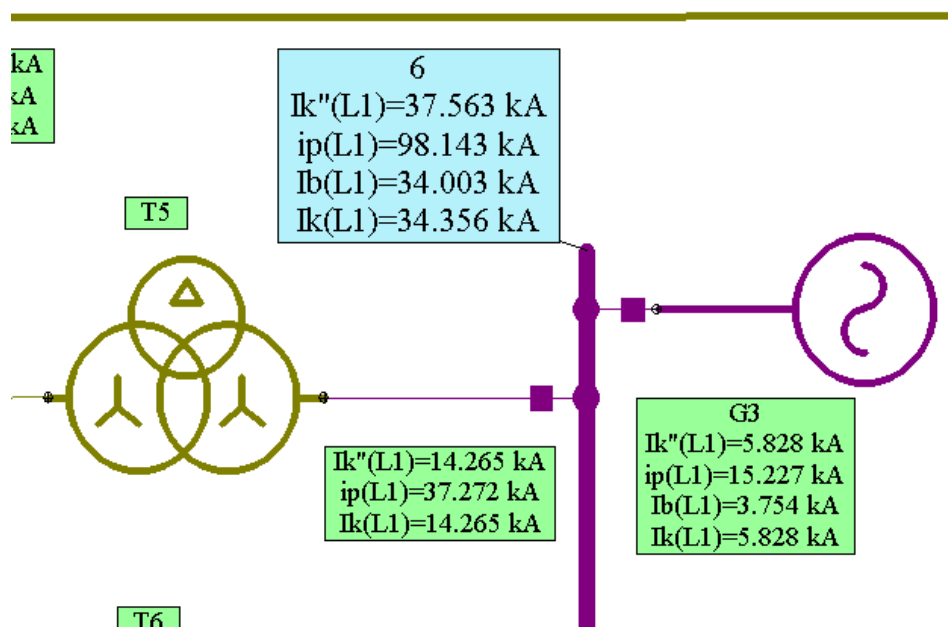 kA
kA
kA
6
Ik"(L1)=37.563 kA
ip(L1)=98.143 kA
Ib(L1)=34.003 kA
Ik(L1)=34.356 kA
T5
G3
Ik"(L1)=5.828 kA
ip(L1)=15.227 kA
Ib(L1)=3.754 kA
Ik(L1)=5.828 kA
Ik"(L1)=14.265 kA
ip(L1)=37.272 kA
Ik(L1)=14.265 kA
T6